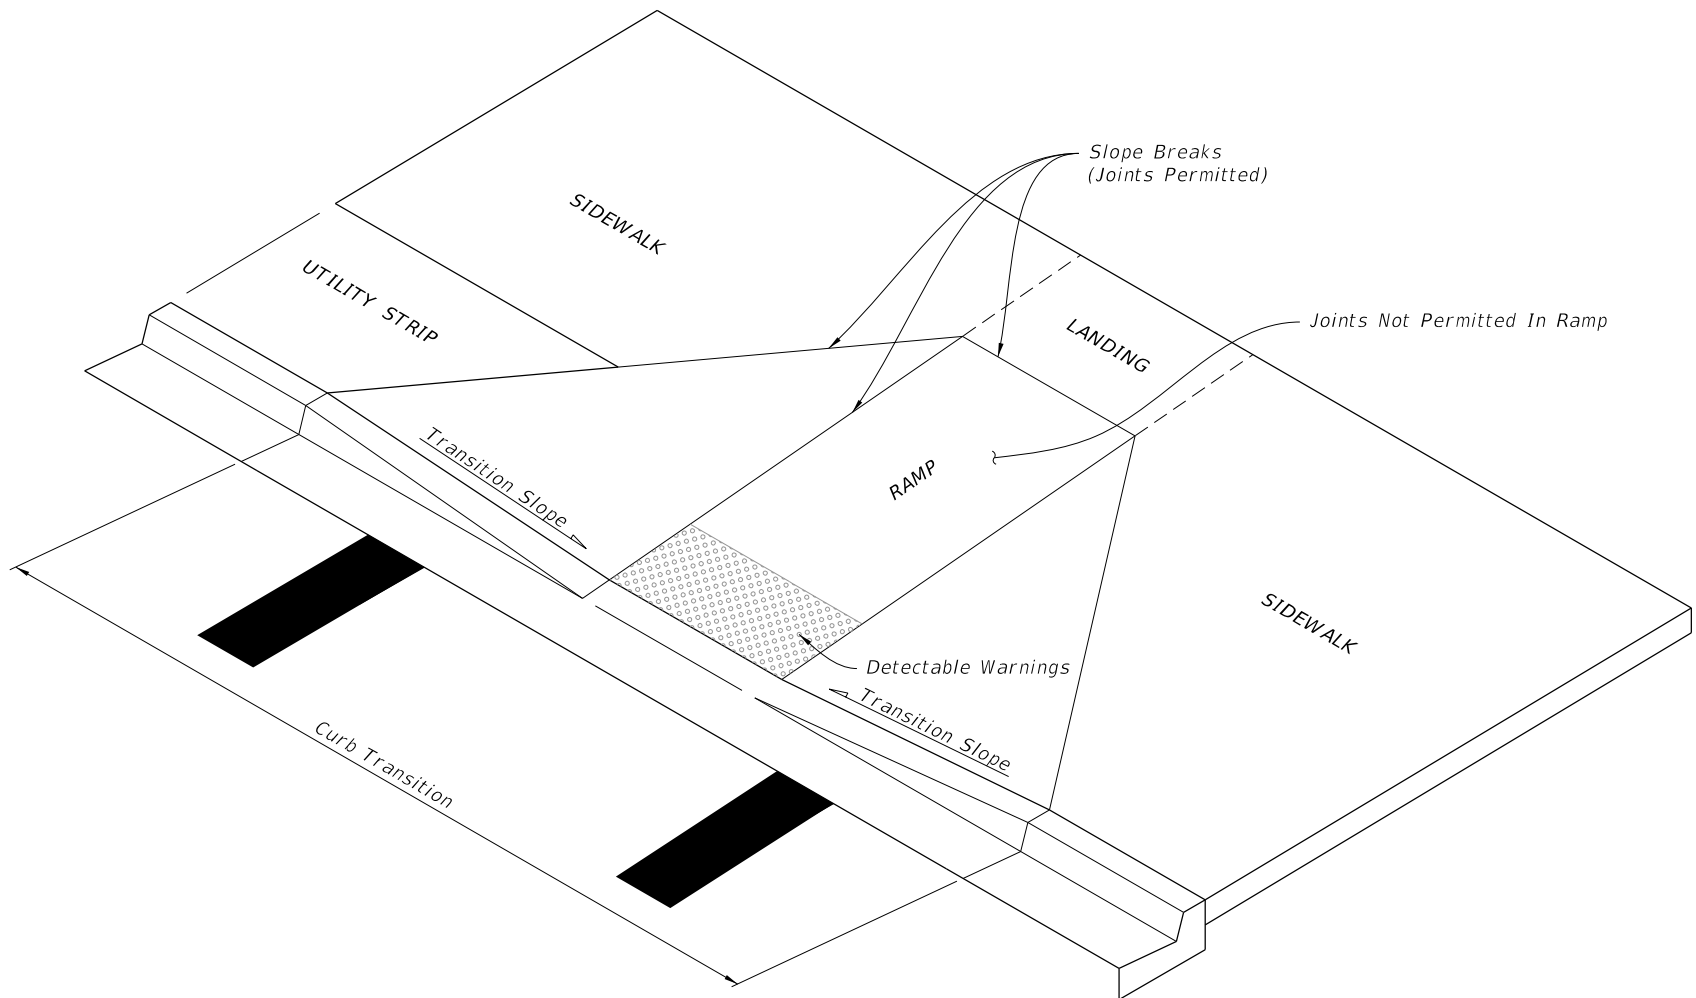 Slope Breaks
(Joints Permitted)
SIDEWALK
UTILITY STRIP
LANDING
Joints Not Permitted In Ramp
Transition Slope
RAMP
SIDEWALK
Detectable Warnings
Transition Slope
Curb Transition